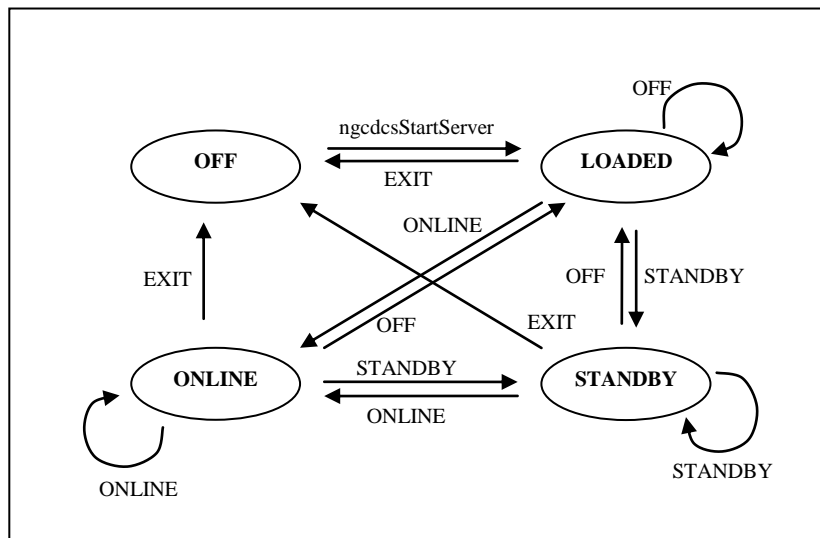 OFF
ngcdcsStartServer
OFF
LOADED
EXIT
ONLINE
EXIT
OFF
STANDBY
OFF
EXIT
ONLINE
STANDBY
STANDBY
ONLINE
ONLINE
STANDBY